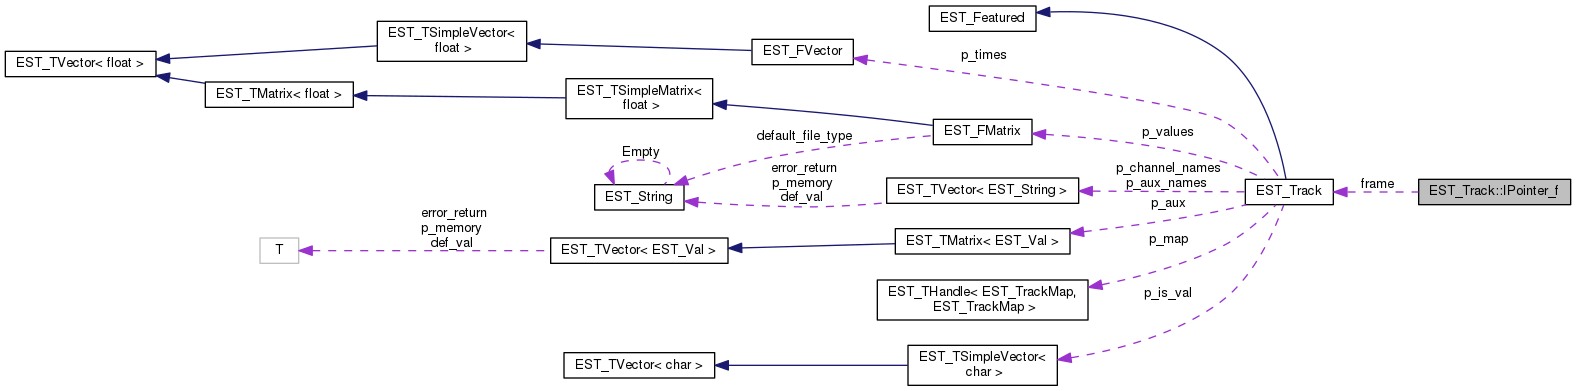 EST_Featured
EST_TSimpleVector<
float >
EST_FVector
p_times
EST_TVector< float >
EST_TMatrix< float >
EST_TSimpleMatrix<
float >
EST_FMatrix
default_file_type
p_values
Empty
EST_String
error_return
p_memory
def_val
EST_TVector< EST_String >
p_channel_names
p_aux_names
EST_Track
frame
EST_Track::IPointer_f
p_aux
error_return
p_memory
def_val
T
EST_TVector< EST_Val >
EST_TMatrix< EST_Val >
p_map
EST_THandle< EST_TrackMap,
EST_TrackMap >
p_is_val
EST_TVector< char >
EST_TSimpleVector<
char >